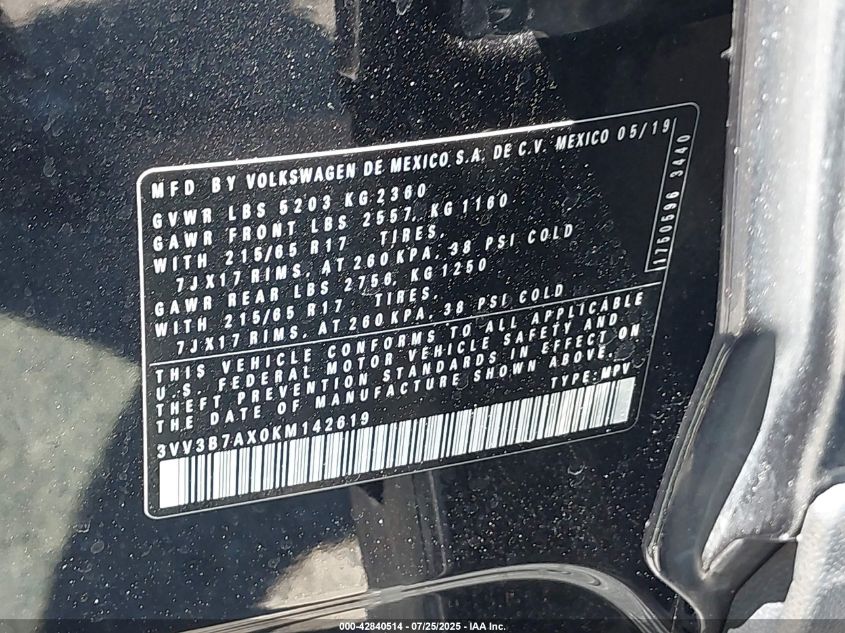 MFD BY VOLKSWAGEN DE MEXICO S.A. DE C.V. MEXICO 05/19
GVWR LBS 5203 KG 2360
GAWR FRONT LBS 2557, KG 1160
WITH 215/65 R17 TIRES,
7JX17 RIMS, AT 260 KPA, 38 PSI COLD
GAWR REAR LBS 2756, KG 1250
WITH 215/65 R17 TIRES,
7JX17 RIMS, AT 260 KPA, 38 PSI COLD
1750596 3440
THIS VEHICLE CONFORMS TO ALL APPLICABLE
U.S. FEDERAL MOTOR VEHICLE SAFETY AND
THEFT PREVENTION STANDARDS IN EFFECT ON
THE DATE OF MANUFACTURE SHOWN ABOVE.
3VV3B7AX0KM142619 TYPE: MPV
000-42840514 - 07/25/2025 - IAA Inc.